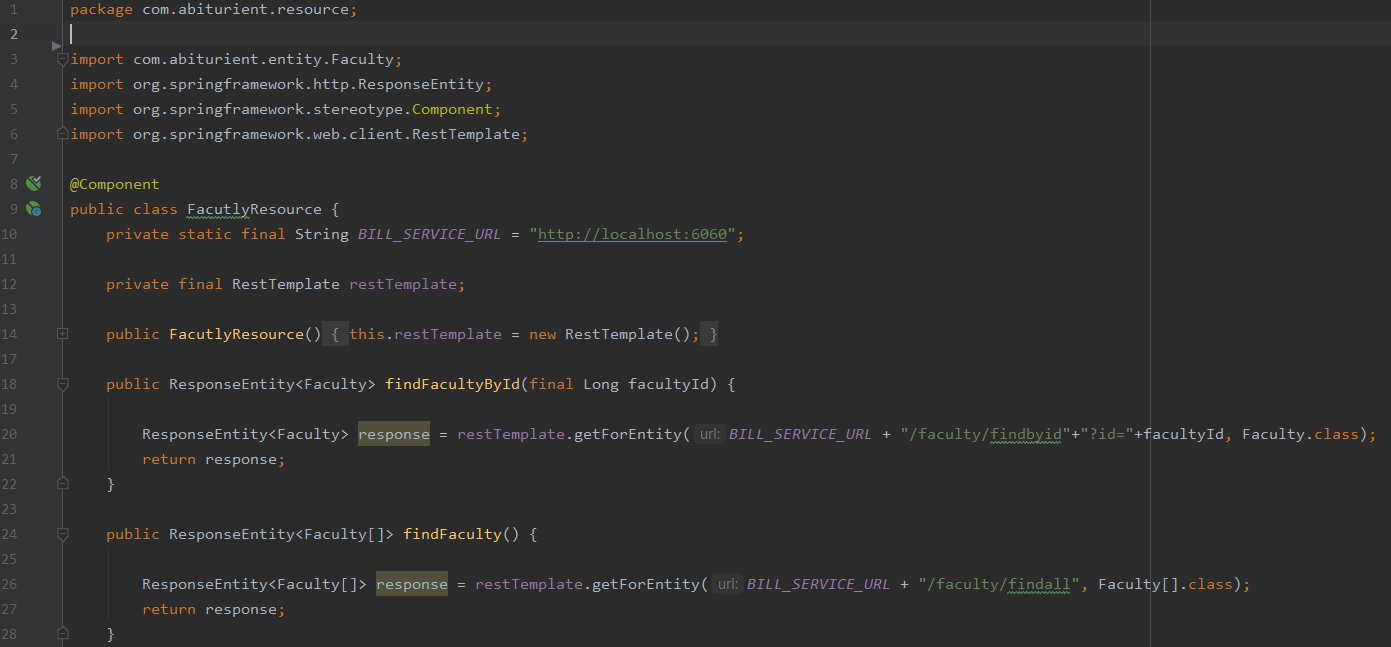 1 package com.abiturient.resource;
2
3 import com.abiturient.entity.Faculty;
4 import org.springframework.http.ResponseEntity;
5 import org.springframework.stereotype.Component;
6 import org.springframework.web.client.RestTemplate;
7
8 @Component
9 public class FacutlyResource {
10 private static final String BILL_SERVICE_URL = "http://localhost:6060";
11
12 private final RestTemplate restTemplate;
13
14 public FacutlyResource() { this.restTemplate = new RestTemplate(); }
17
18 public ResponseEntity<Faculty> findFacultyById(final Long facultyId) {
19
20 ResponseEntity<Faculty> response = restTemplate.getForEntity( url: BILL_SERVICE_URL + "/faculty/findbyid"+"?id="+facultyId, Faculty.class);
21 return response;
22 }
23
24 public ResponseEntity<Faculty[]> findFaculty() {
25
26 ResponseEntity<Faculty[]> response = restTemplate.getForEntity( url: BILL_SERVICE_URL + "/faculty/findall", Faculty[].class);
27 return response;
28 }